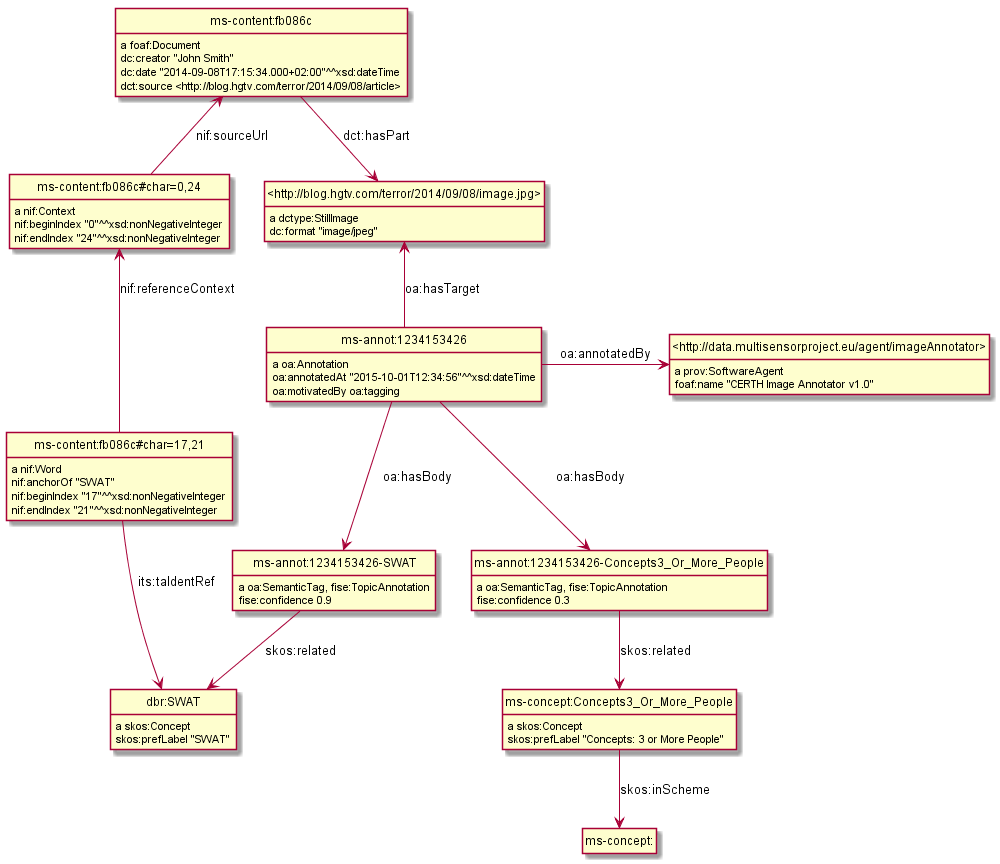 ms-content:fb086c
a foaf:Document
dc:creator "John Smith"
dc:date "2014-09-08T17:15:34.000+02:00"^^xsd:dateTime
dct:source <http://blog.hgtv.com/terror/2014/09/08/article>
nif:sourceUrl
dct:hasPart
ms-content:fb086c#char=0,24
a nif:Context
nif:beginIndex "0"^^xsd:nonNegativeInteger
nif:endIndex "24"^^xsd:nonNegativeInteger
<http://blog.hgtv.com/terror/2014/09/08/image.jpg>
a dctype:StillImage
dc:format "image/jpeg"
nif:referenceContext
oa:hasTarget
ms-annot:1234153426
a oa:Annotation
oa:annotatedAt "2015-10-01T12:34:56"^^xsd:dateTime
oa:motivatedBy oa:tagging
oa:annotatedBy
<http://data.multisensorproject.eu/agent/imageAnnotator>
a prov:SoftwareAgent
foaf:name "CERTH Image Annotator v1.0"
ms-content:fb086c#char=17,21
a nif:Word
nif:anchorOf "SWAT"
nif:beginIndex "17"^^xsd:nonNegativeInteger
nif:endIndex "21"^^xsd:nonNegativeInteger
oa:hasBody
oa:hasBody
its:taIdentRef
ms-annot:1234153426-SWAT
a oa:SemanticTag, fise:TopicAnnotation
fise:confidence 0.9
ms-annot:1234153426-Concepts3_Or_More_People
a oa:SemanticTag, fise:TopicAnnotation
fise:confidence 0.3
skos:related
skos:related
dbr:SWAT
a skos:Concept
skos:prefLabel "SWAT"
ms-concept:Concepts3_Or_More_People
a skos:Concept
skos:prefLabel "Concepts: 3 or More People"
skos:inScheme
ms-concept: